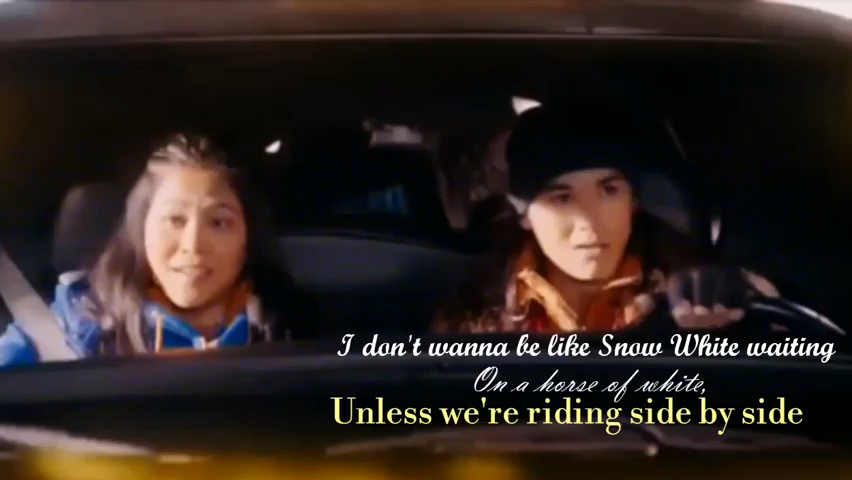 I don't wanna be like Snow White waiting
On a horse of white,
Unless we're riding side by side